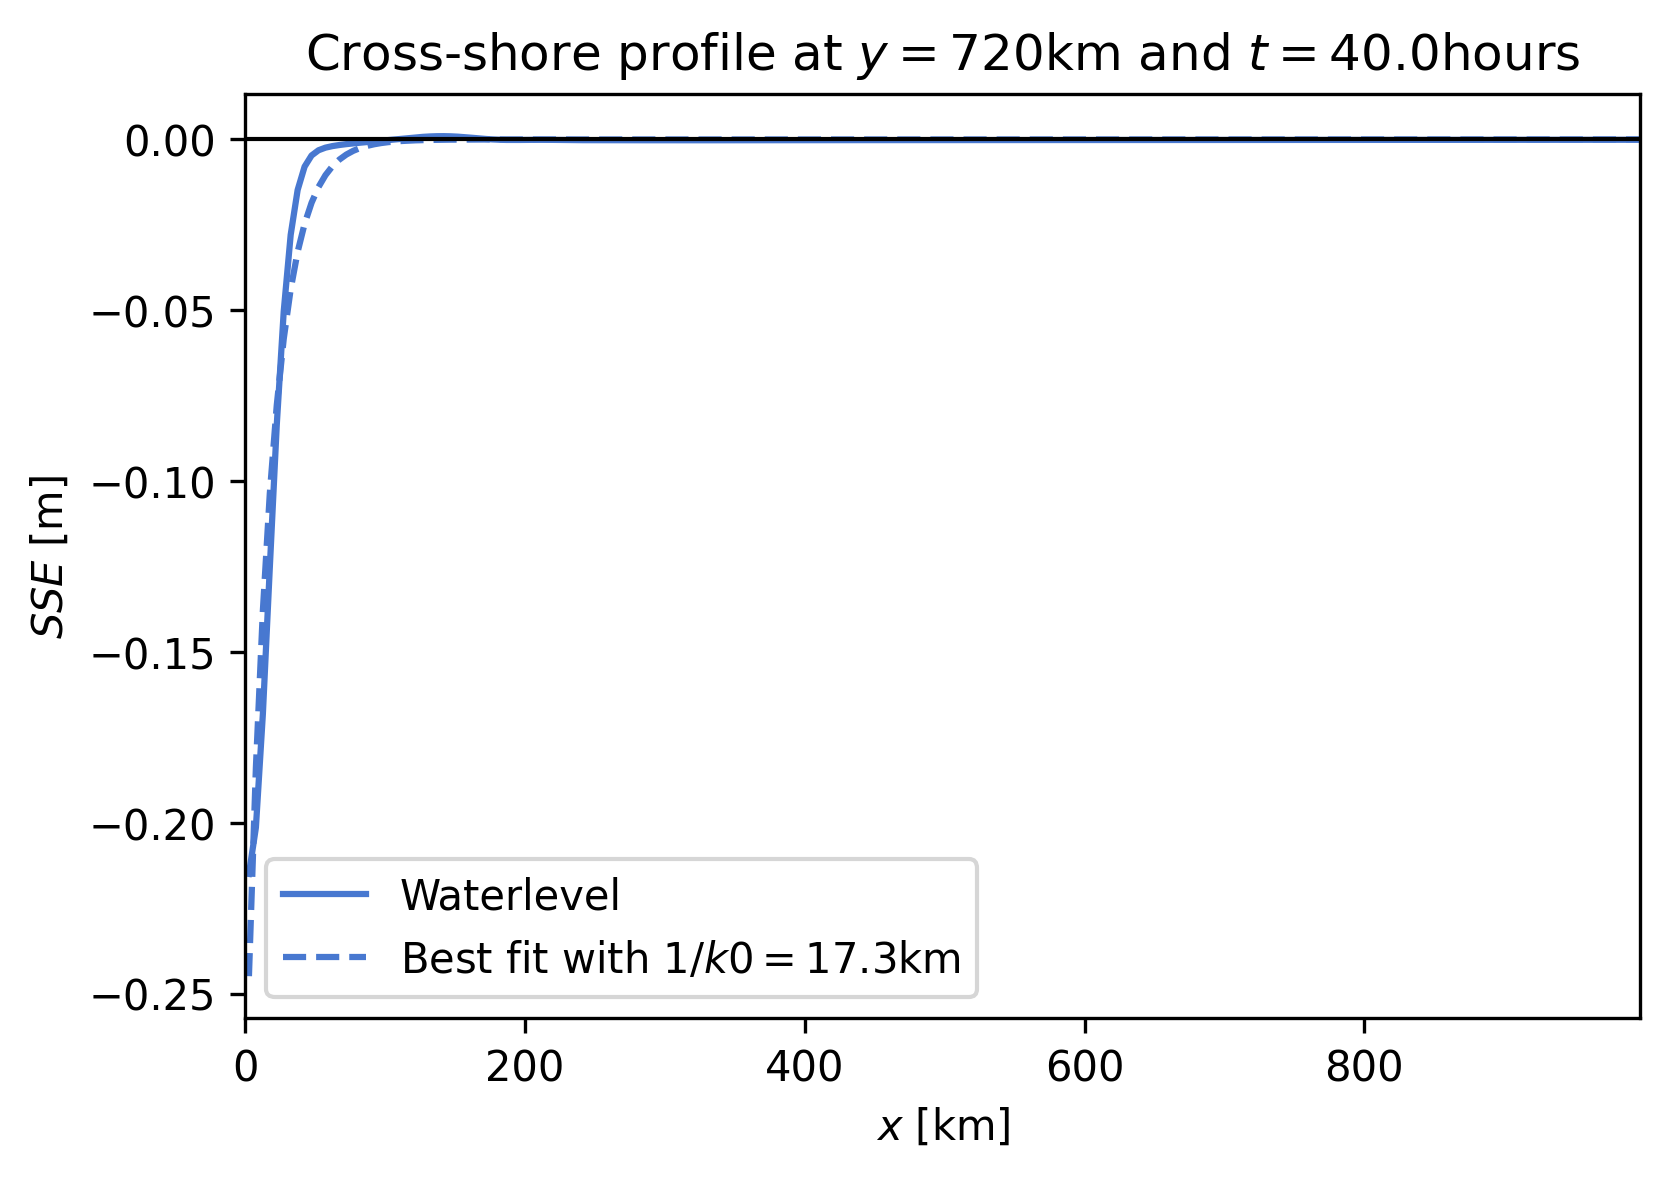 Cross-shore profile at y = 720km and t = 40.0hours
0.00
−0.05
−0.10
−0.15
−0.20
−0.25
SSE [m]
Waterlevel
Best fit with 1/k0 = 17.3km
0 200 400 600 800
x [km]